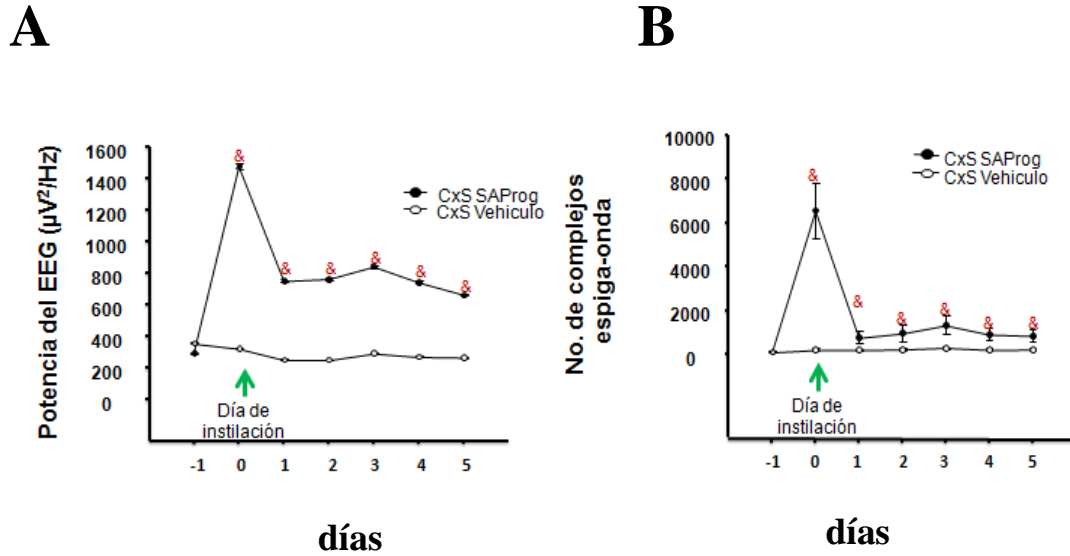 A
Potencia del EEG (µV²/Hz)
1600
1400
1200
1000
800
600
400
200
0
&
&
&
&
&
&
CxS SAProg
CxS Vehiculo
Día de
instilación
-1 0 1 2 3 4 5
días
B
No. de complejos
espiga-onda
10000
8000
6000
4000
2000
0
&
&
&
&
&
&
CxS SAProg
CxS Vehiculo
Día de
instilación
-1 0 1 2 3 4 5
días